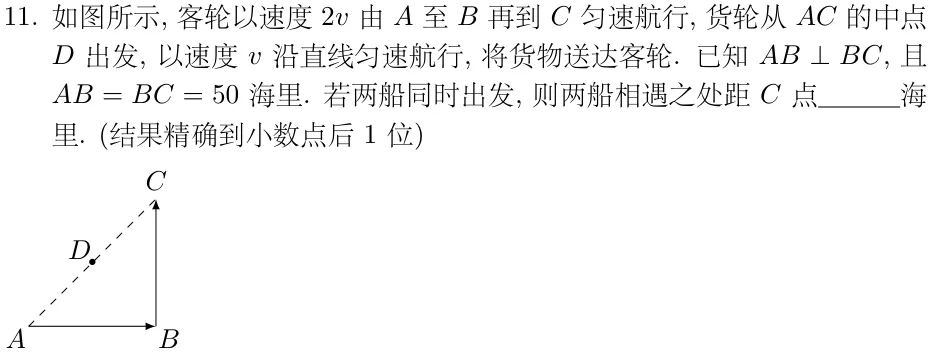 11. 如图所示, 客轮以速度 2v 由 A 至 B 再到 C 匀速航行, 货轮从 AC 的中点
D 出发, 以速度 v 沿直线匀速航行, 将货物送达客轮. 已知 AB ⊥ BC, 且
AB = BC = 50 海里. 若两船同时出发, 则两船相遇之处距 C 点______海
里. (结果精确到小数点后 1 位)
C
D
A
B